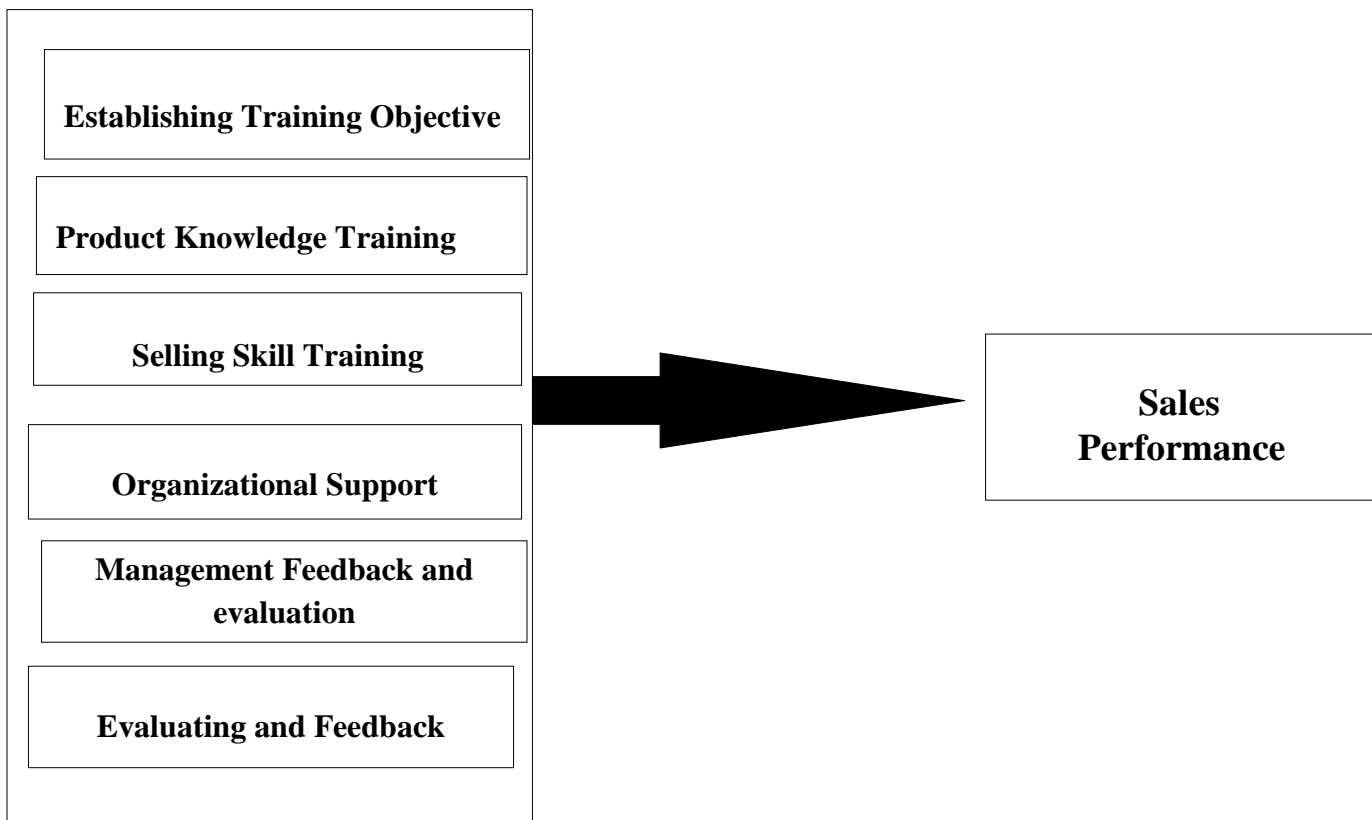 Establishing Training Objective
Product Knowledge Training
Selling Skill Training
Organizational Support
Management Feedback and
evaluation
Evaluating and Feedback
Sales
Performance